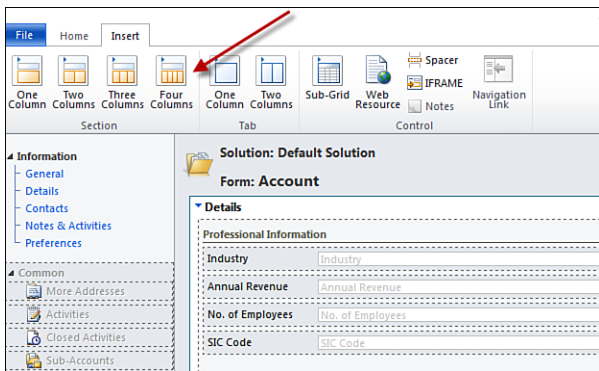 File Home Insert
One Column Two Columns Three Columns Four Columns
Section
One Column Two Columns
Tab
Sub-Grid Web Resource Spacer IFRAME Notes Navigation Link
Control
Information
General
Details
Contacts
Notes & Activities
Preferences
Common
More Addresses
Activities
Closed Activities
Sub-Accounts
Solution: Default Solution
Form: Account
Details
Professional Information
Industry Industry
Annual Revenue Annual Revenue
No. of Employees No. of Employees
SIC Code SIC Code